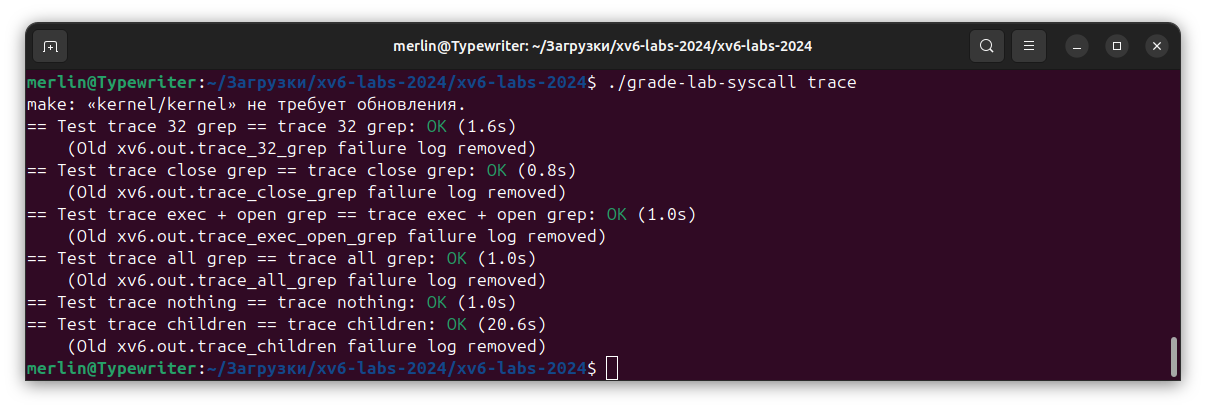 merlin@Typewriter: ~/Загрузки/xv6-labs-2024/xv6-labs-2024
merlin@Typewriter:~/Загрузки/xv6-labs-2024/xv6-labs-2024$ ./grade-lab-syscall trace
make: «kernel/kernel» не требует обновления.
== Test trace 32 grep == trace 32 grep: OK (1.6s)
    (Old xv6.out.trace_32_grep failure log removed)
== Test trace close grep == trace close grep: OK (0.8s)
    (Old xv6.out.trace_close_grep failure log removed)
== Test trace exec + open grep == trace exec + open grep: OK (1.0s)
    (Old xv6.out.trace_exec_open_grep failure log removed)
== Test trace all grep == trace all grep: OK (1.0s)
    (Old xv6.out.trace_all_grep failure log removed)
== Test trace nothing == trace nothing: OK (1.0s)
== Test trace children == trace children: OK (20.6s)
    (Old xv6.out.trace_children failure log removed)
merlin@Typewriter:~/Загрузки/xv6-labs-2024/xv6-labs-2024$